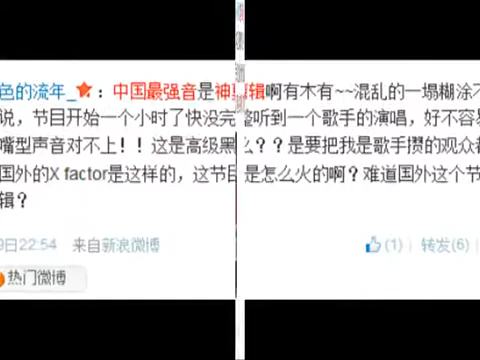 色的流年_：中国最强音是神剪辑啊有木有~~混乱的一塌糊涂不
说，节目开始一个小时了快没完整听到一个歌手的演唱，好不容易
嘴型声音对不上！！这是高级黑么？？是要把我是歌手攒的观众都
国外的X factor是这样的，这节目是怎么火的啊？难道国外这个节
辑？
9日22:54 来自新浪微博 (1) | 转发(6) |
热门微博